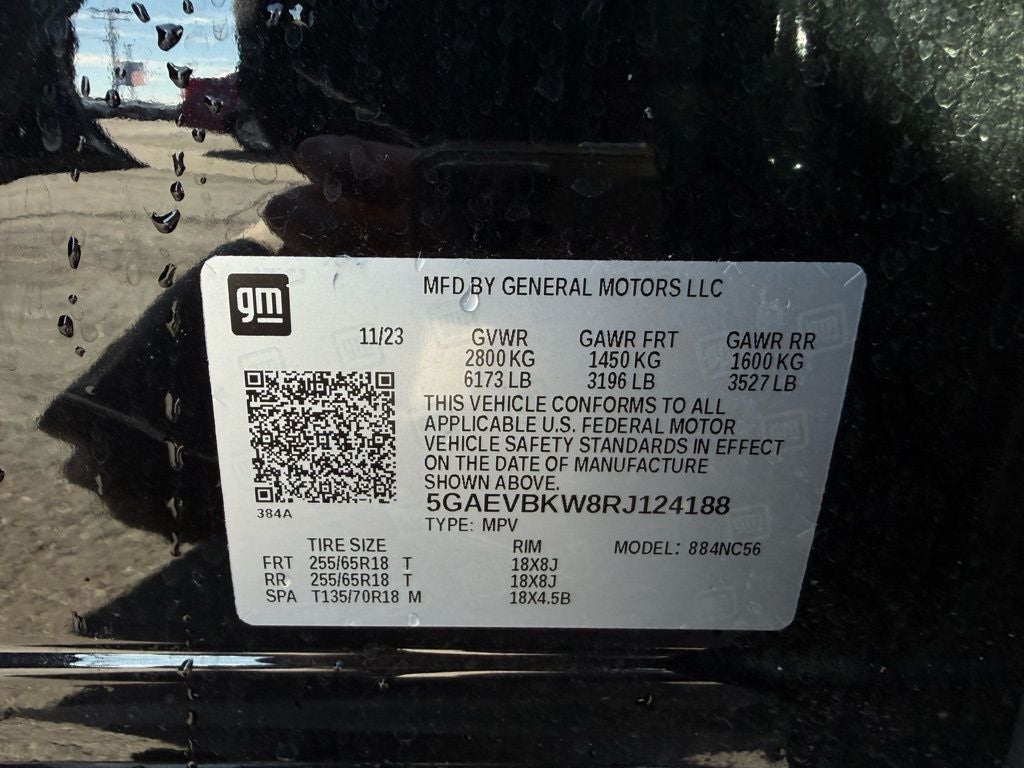 gm
MFD BY GENERAL MOTORS LLC
11/23 GVWR GAWR FRT GAWR RR
2800 KG 1450 KG 1600 KG
6173 LB 3196 LB 3527 LB
THIS VEHICLE CONFORMS TO ALL
APPLICABLE U.S. FEDERAL MOTOR
VEHICLE SAFETY STANDARDS IN EFFECT
ON THE DATE OF MANUFACTURE
SHOWN ABOVE.
5GAEVBKW8RJ124188
384A
TYPE: MPV
TIRE SIZE RIM MODEL: 884NC56
FRT 255/65R18 T 18X8J
RR 255/65R18 T 18X8J
SPA T135/70R18 M 18X4.5B